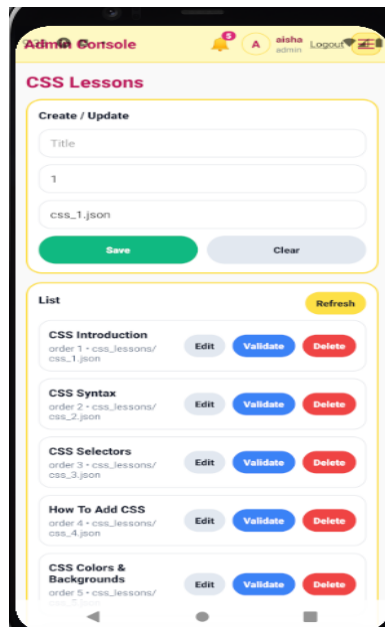 Admin Console
5
A
aisha
admin
Logout
CSS Lessons
Create / Update
Title
1
css_1.json
Save
Clear
List
Refresh
CSS Introduction
order 1 • css_lessons/
css_1.json
Edit
Validate
Delete
CSS Syntax
order 2 • css_lessons/
css_2.json
Edit
Validate
Delete
CSS Selectors
order 3 • css_lessons/
css_3.json
Edit
Validate
Delete
How To Add CSS
order 4 • css_lessons/
css_4.json
Edit
Validate
Delete
CSS Colors &
Backgrounds
order 5 • css_lessons/
css_5.json
Edit
Validate
Delete